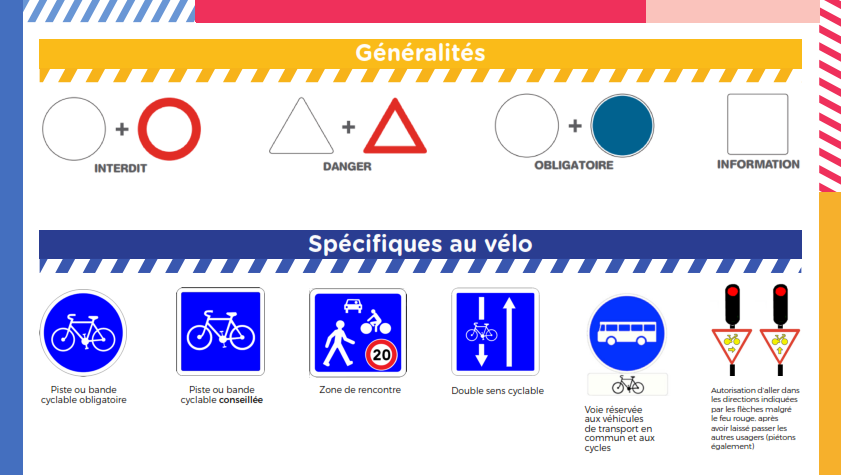 Généralités
INTERDIT
DANGER
OBLIGATOIRE
INFORMATION
Spécifiques au vélo
20
Piste ou bande
cyclable obligatoire
Piste ou bande
cyclable conseillée
Zone de rencontre
Double sens cyclable
Voie réservée
aux véhicules
de transport en
commun et aux
cycles
Autorisation d'aller dans
les directions indiquées
par les flèches malgré
le feu rouge, après
avoir laissé passer les
autres usagers (piétons
également)